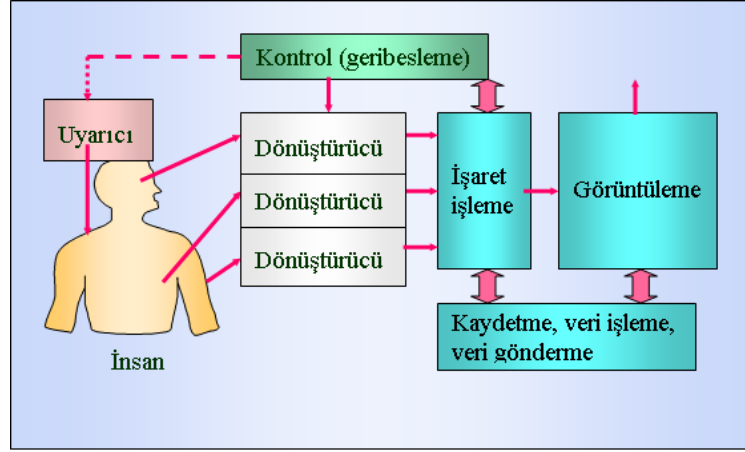 Kontrol (geribesleme)
Uyarıcı
Dönüştürücü
Dönüştürücü
Dönüştürücü
İşaret
işleme
Görüntüleme
Kaydetme, veri işleme,
veri gönderme
İnsan